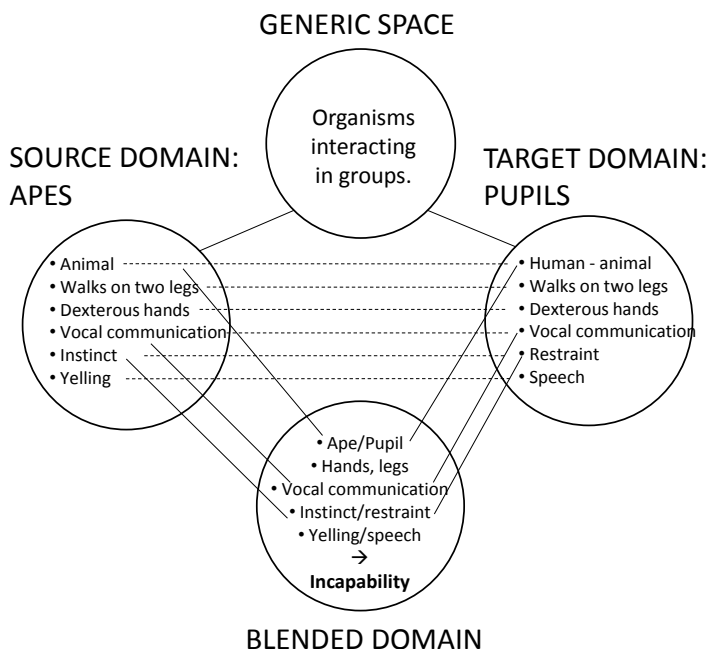 GENERIC SPACE
Organisms
interacting
in groups.
SOURCE DOMAIN:
APES
TARGET DOMAIN:
PUPILS
• Animal
• Walks on two legs
• Dexterous hands
• Vocal communication
• Instinct
• Yelling
• Human - animal
• Walks on two legs
• Dexterous hands
• Vocal communication
• Restraint
• Speech
• Ape/Pupil
• Hands, legs
• Vocal communication
• Instinct/restraint
• Yelling/speech
→
Incapability
BLENDED DOMAIN